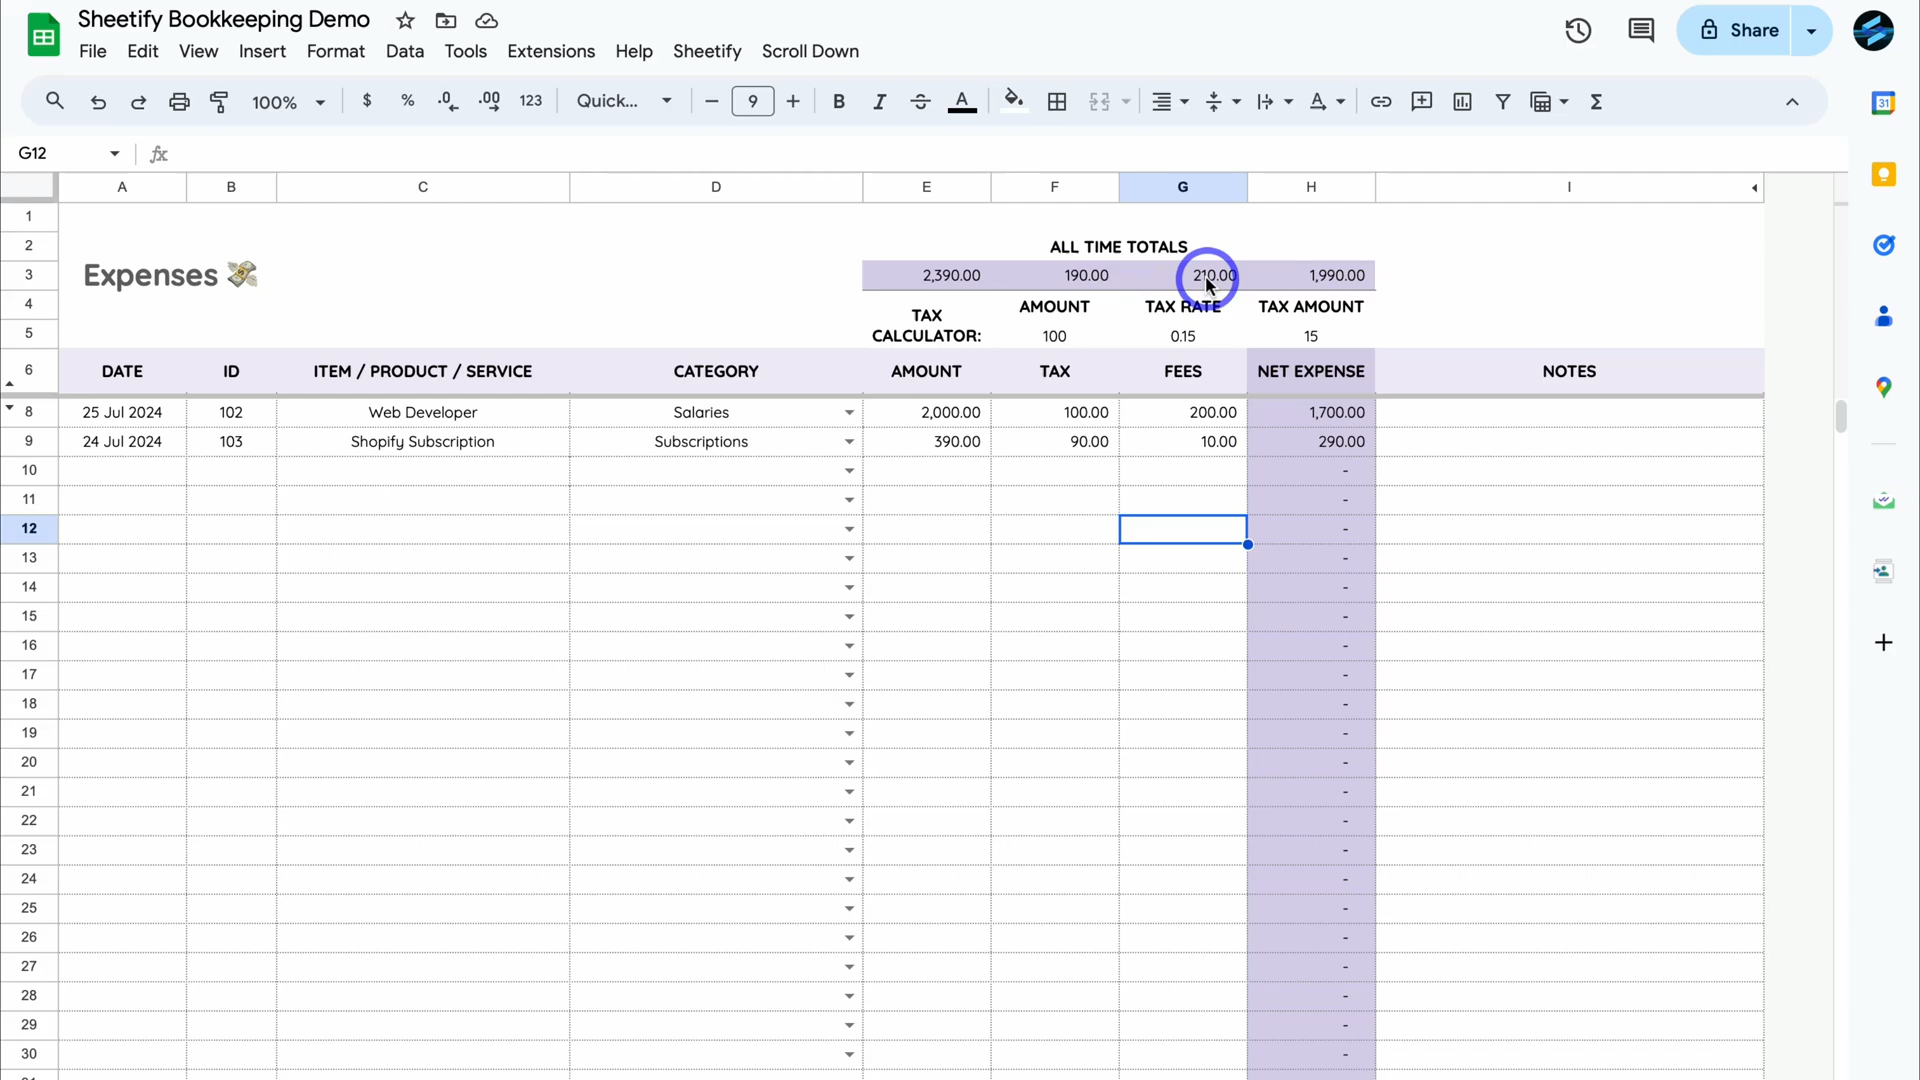 Sheetify Bookkeeping Demo
File Edit View Insert Format Data Tools Extensions Help Sheetify Scroll Down
Share
100% $ % .0 .00 123 Quick... 9 B I A
31
G12 fx
A B C D E F G H I
1
2 ALL TIME TOTALS
3 Expenses 2,390.00 190.00 210.00 1,990.00
4 AMOUNT TAX RATE TAX AMOUNT
TAX
CALCULATOR:
5 100 0.15 15
6 DATE ID ITEM / PRODUCT / SERVICE CATEGORY AMOUNT TAX FEES NET EXPENSE NOTES
8 25 Jul 2024 102 Web Developer Salaries 2,000.00 100.00 200.00 1,700.00
9 24 Jul 2024 103 Shopify Subscription Subscriptions 390.00 90.00 10.00 290.00
10 -
11 -
12 -
13 -
14 -
15 -
16 -
17 -
18 -
19 -
20 -
21 -
22 -
23 -
24 -
25 -
26 -
27 -
28 -
29 -
30 -